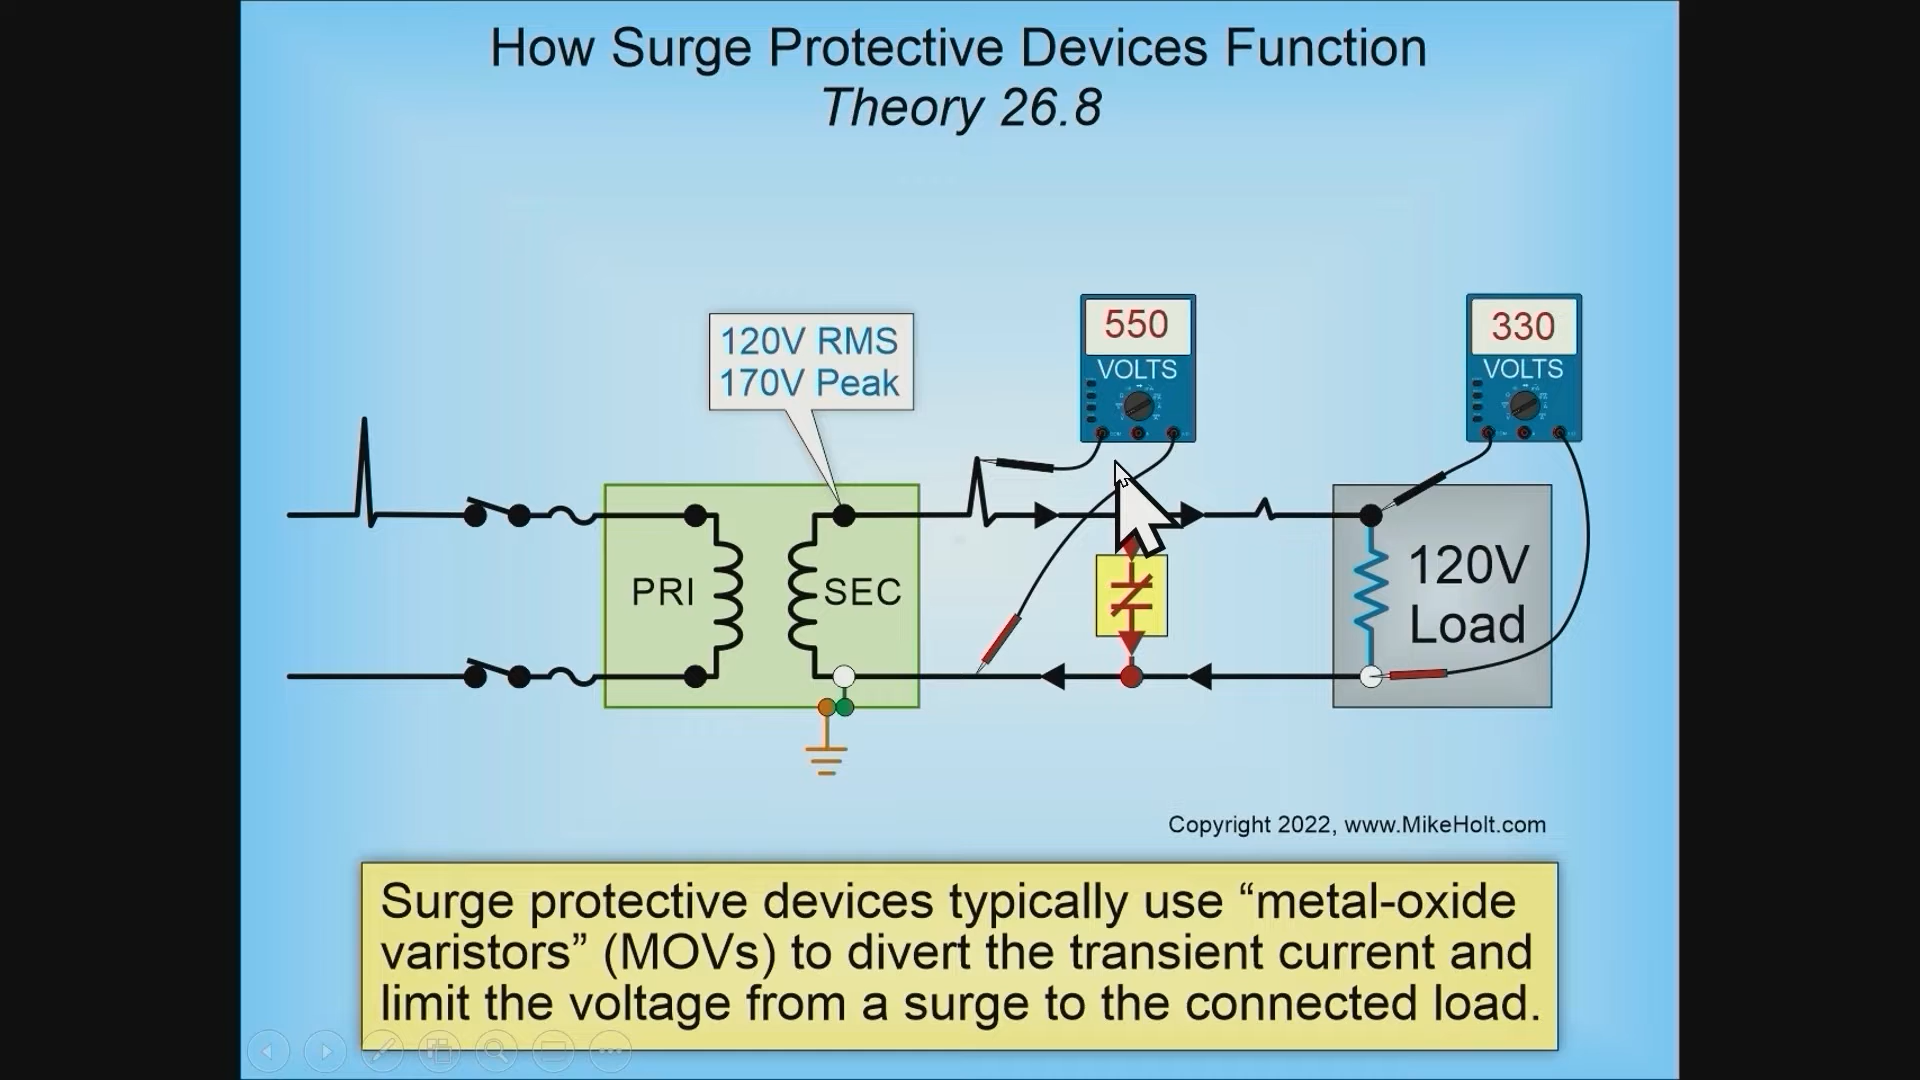 How Surge Protective Devices Function
Theory 26.8
120V RMS
170V Peak
550
VOLTS
330
VOLTS
PRI
SEC
120V
Load
Copyright 2022, www.MikeHolt.com
Surge protective devices typically use “metal-oxide
varistors” (MOVs) to divert the transient current and
limit the voltage from a surge to the connected load.